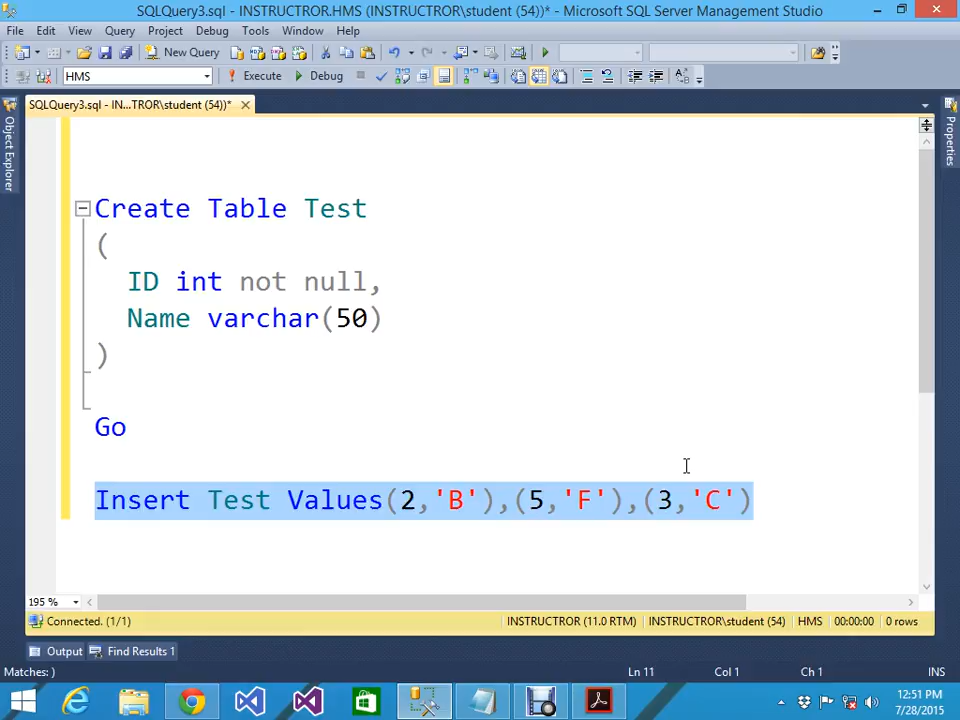 SQLQuery3.sql - INSTRUCTROR.HMS (INSTRUCTROR\student (54))* - Microsoft SQL Server Management Studio
File Edit View Query Project Debug Tools Window Help
New Query
HMS Execute Debug
SQLQuery3.sql - IN...TROR\student (54))*
Object Explorer
Properties
Create Table Test
(
ID int not null,
Name varchar(50)
)
Go
Insert Test Values(2,'B'),(5,'F'),(3,'C')
195 %
Connected. (1/1) INSTRUCTROR (11.0 RTM) INSTRUCTROR\student (54) HMS 00:00:00 0 rows
Output Find Results 1
Matches: ) Ln 11 Col 1 Ch 1 INS
12:51 PM
7/28/2015